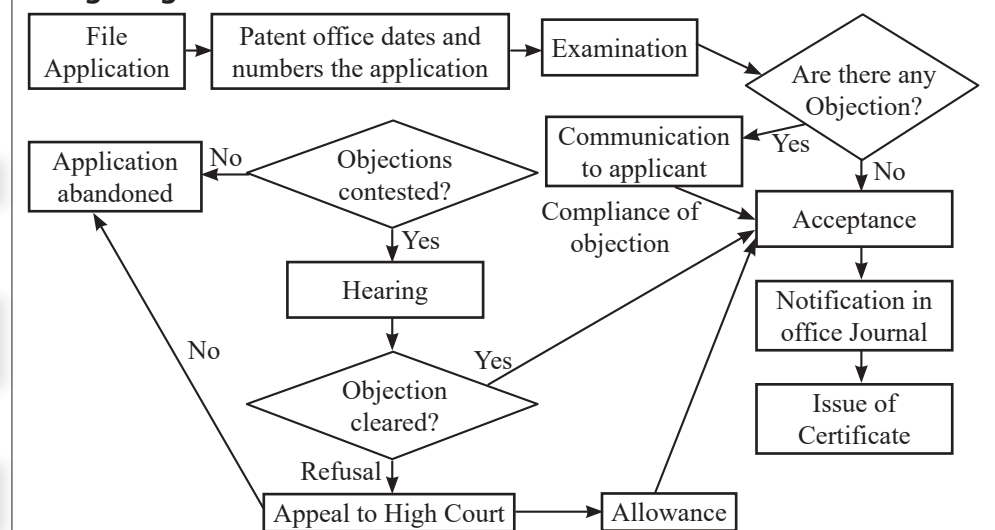 File
Application
Patent office dates and
numbers the application
Examination
Are there any
Objection?
Yes
No
Communication
to applicant
Compliance of
objection
Acceptance
Notification in
office Journal
Issue of
Certificate
Objections
contested?
No
Application
abandoned
Yes
Hearing
Objection
cleared?
Yes
Refusal
Appeal to High Court
No
Allowance